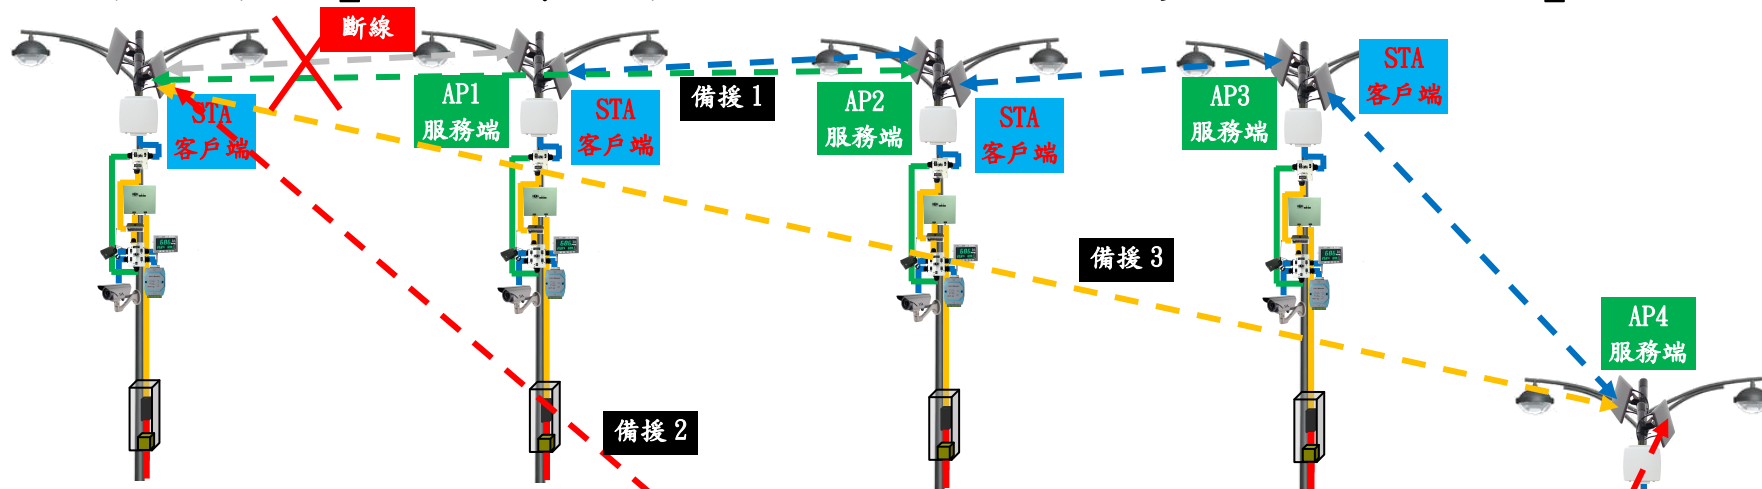 斷線
AP1
服務端
備援 1
AP2
服務端
AP3
服務端
STA
客戶端
STA
客戶端
STA
客戶端
STA
客戶端
備援 3
AP4
服務端
備援 2